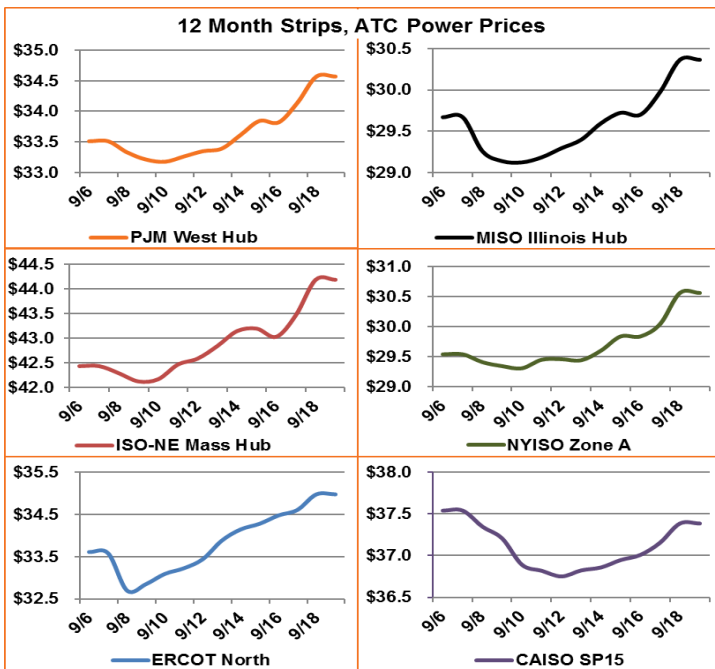 12 Month Strips, ATC Power Prices
$35.0
$34.5
$34.0
$33.5
$33.0
9/6 9/8 9/10 9/12 9/14 9/16 9/18
PJM West Hub
$30.5
$30.0
$29.5
$29.0
9/6 9/8 9/10 9/12 9/14 9/16 9/18
MISO Illinois Hub
$44.5
$44.0
$43.5
$43.0
$42.5
$42.0
9/6 9/8 9/10 9/12 9/14 9/16 9/18
ISO-NE Mass Hub
$31.0
$30.5
$30.0
$29.5
$29.0
9/6 9/8 9/10 9/12 9/14 9/16 9/18
NYISO Zone A
$35.5
$34.5
$33.5
$32.5
9/6 9/8 9/10 9/12 9/14 9/16 9/18
ERCOT North
$38.0
$37.5
$37.0
$36.5
9/6 9/8 9/10 9/12 9/14 9/16 9/18
CAISO SP15